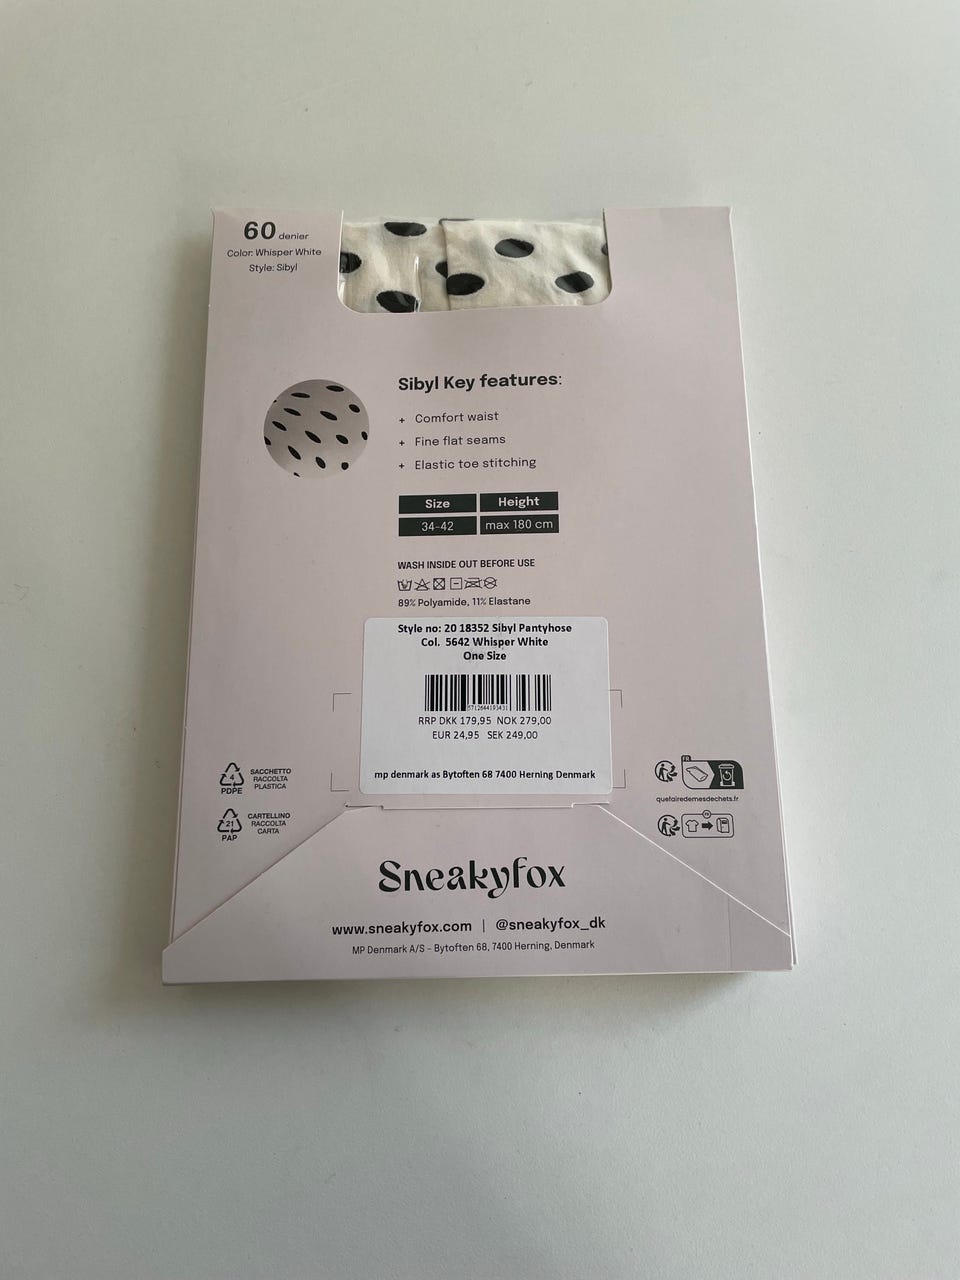 60 denier
Color: Whisper White
Style: Sibyl
Sibyl Key features:
+ Comfort waist
+ Fine flat seams
+ Elastic toe stitching
Size Height
34-42 max 180 cm
WASH INSIDE OUT BEFORE USE
89% Polyamide, 11% Elastane
Style no: 20 18352 Sibyl Pantyhose
Col. 5642 Whisper White
One Size
RRP DKK 179,95 NOK 279,00
EUR 24,95 SEK 249,00
mp denmark as Bytoften 68 7400 Herning Denmark
4
PDPE
SACCHETTO
RACCOLTA
PLASTICA
21
PAP
CARTELLINO
RACCOLTA
CARTA
FR
quefairedemesdechets.fr
Sneakyfox
www.sneakyfox.com | @sneakyfox_dk
MP Denmark A/S - Bytoften 68, 7400 Herning, Denmark